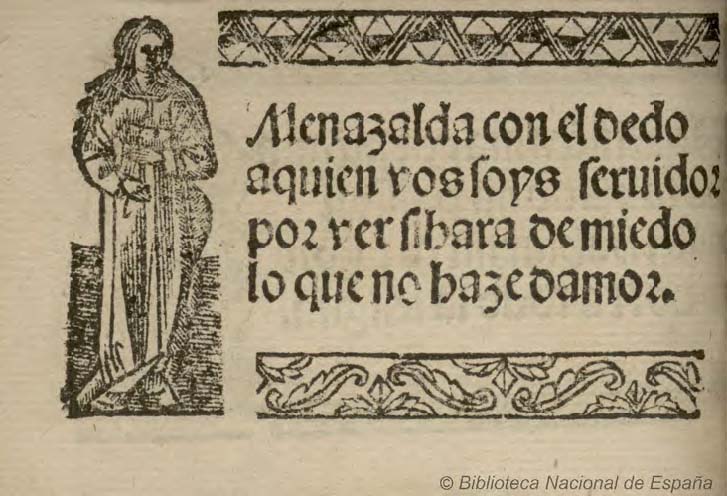 Menazalda con el dedo
aquien vos ſoys ſeruidor
por ver ſi hara de miedo
lo que no haze damor.
© Biblioteca Nacional de España